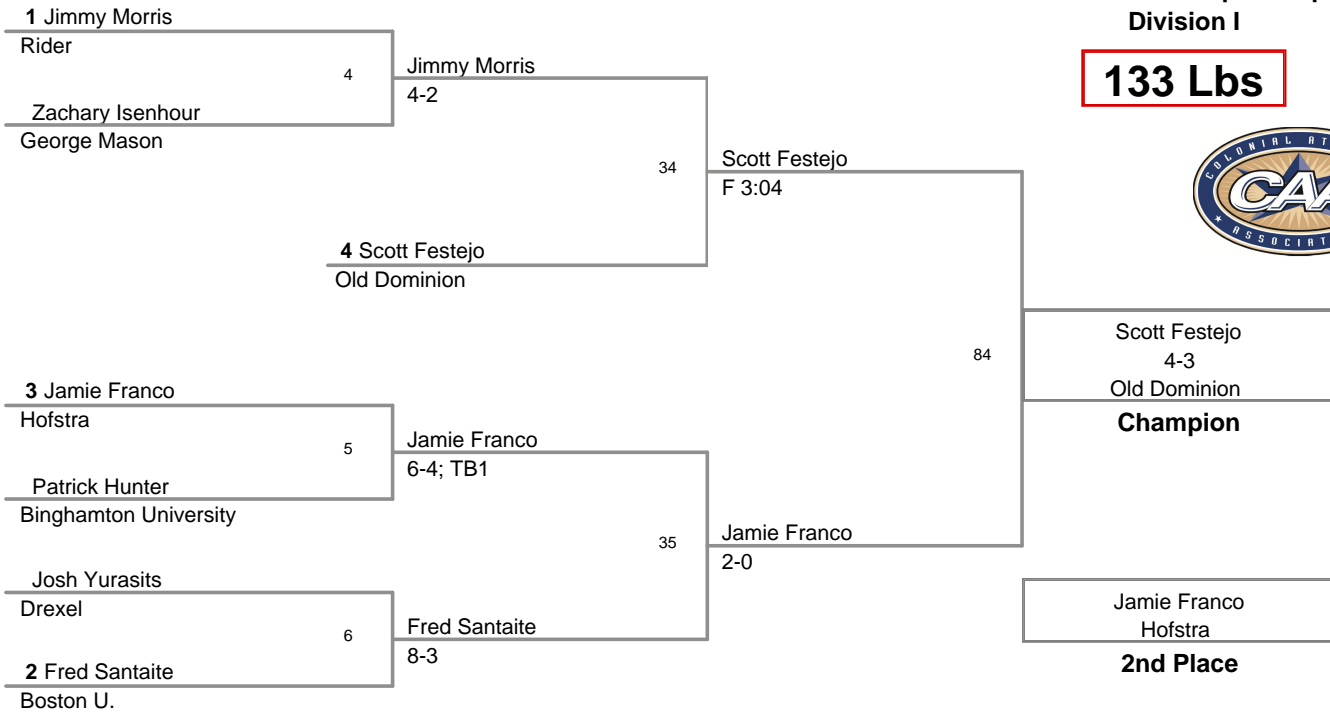 Division I
133 Lbs
COLONIAL
CAA
1 Jimmy Morris
Rider
4
Jimmy Morris
4-2
Zachary Isenhour
George Mason
34
Scott Festejo
F 3:04
4 Scott Festejo
Old Dominion
84
Scott Festejo
4-3
Old Dominion
Champion
3 Jamie Franco
Hofstra
5
Jamie Franco
6-4; TB1
Patrick Hunter
Binghamton University
35
Jamie Franco
2-0
Josh Yurasits
Drexel
6
Fred Santaite
8-3
2 Fred Santaite
Boston U.
Jamie Franco
Hofstra
2nd Place